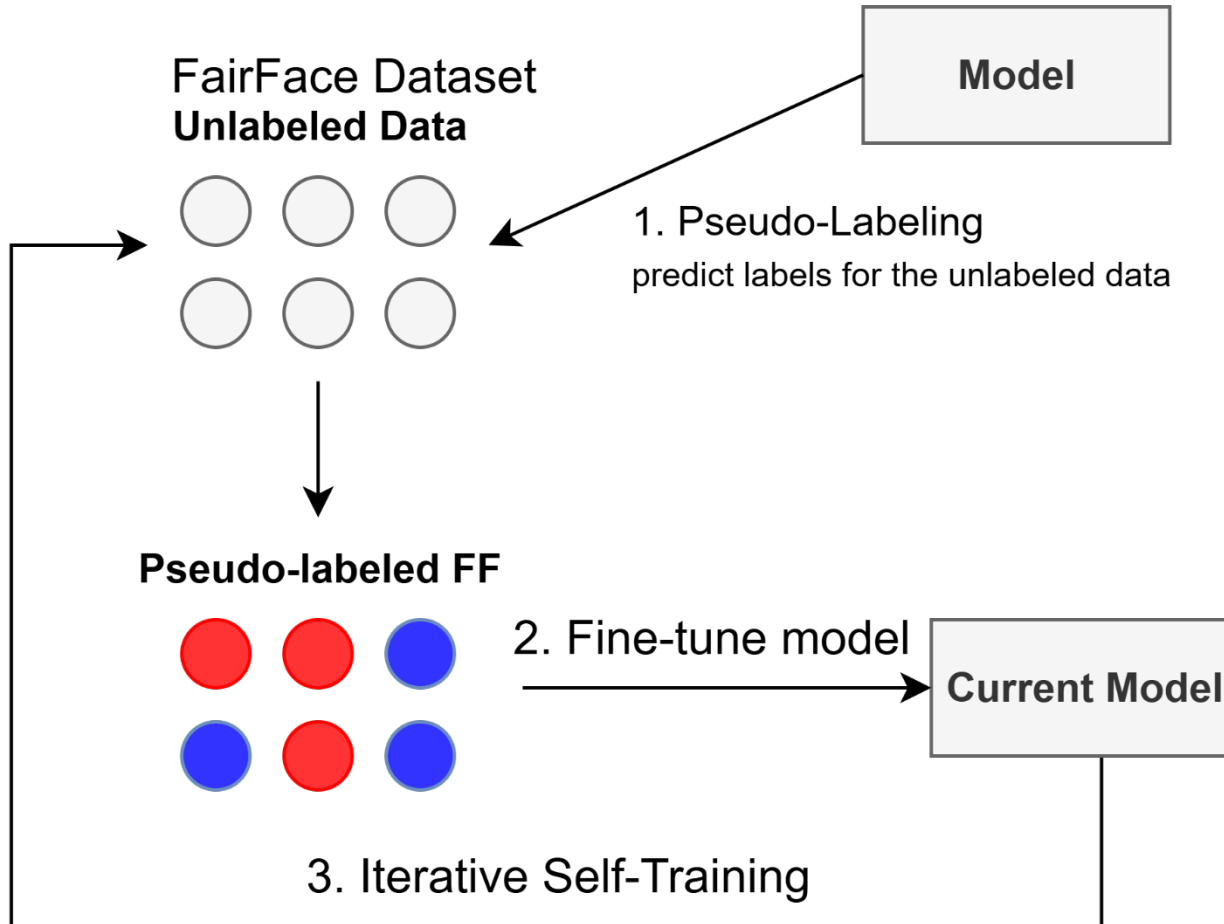 FairFace Dataset
Unlabeled Data
Model
1. Pseudo-Labeling
predict labels for the unlabeled data
Pseudo-labeled FF
2. Fine-tune model
Current Model
3. Iterative Self-Training